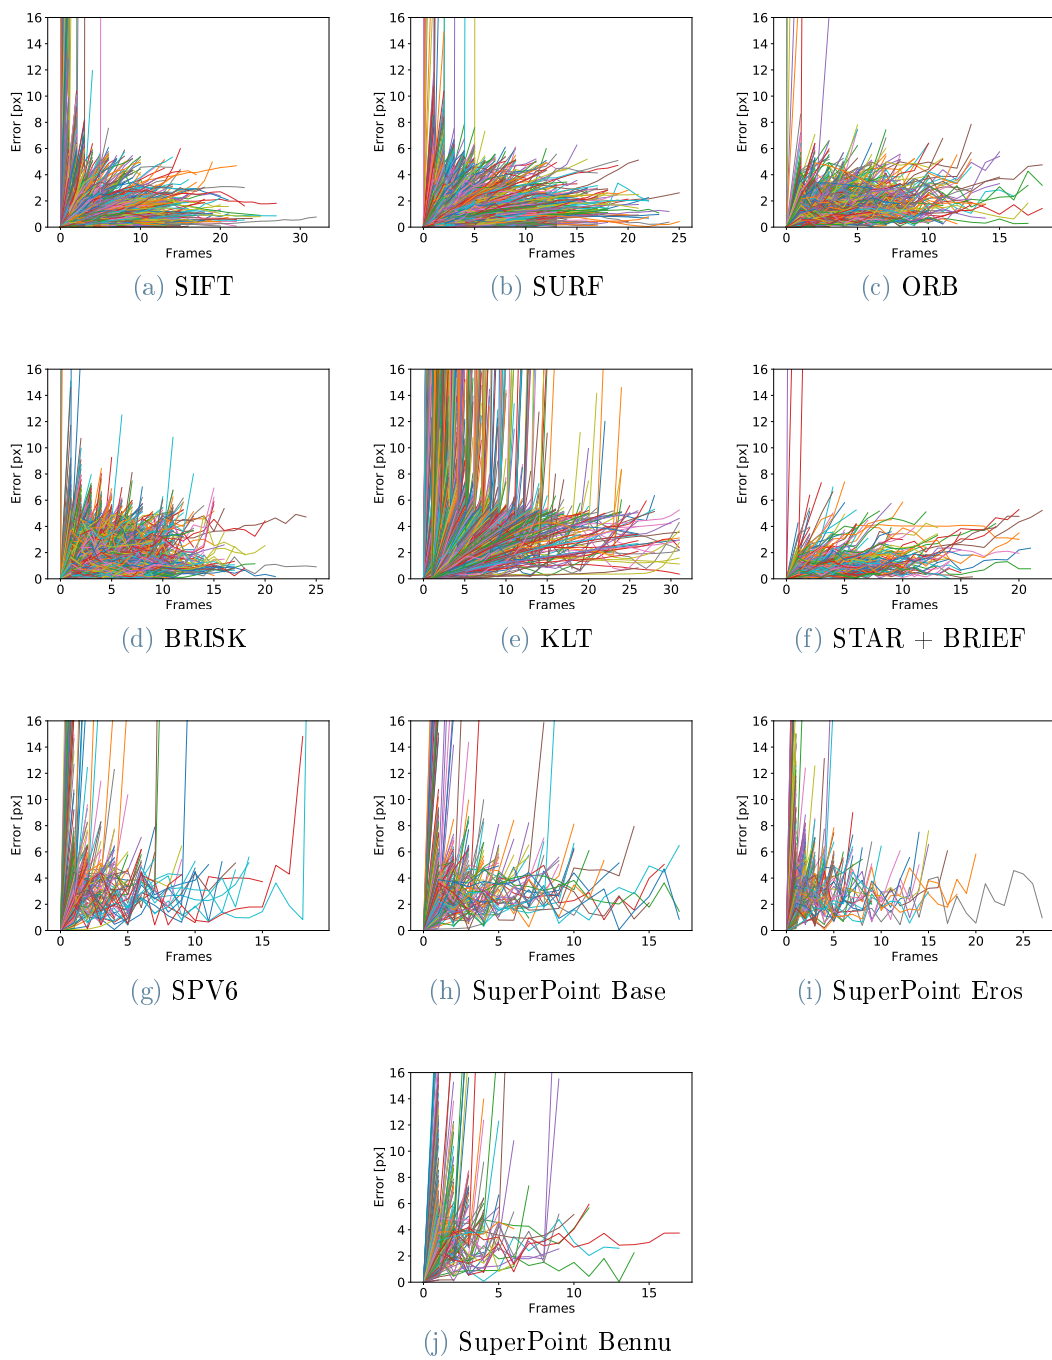 16
14
12
10
8
6
4
2
0
Error [px]
0 10 20 30
Frames
(a) SIFT
16
14
12
10
8
6
4
2
0
Error [px]
0 5 10 15 20 25
Frames
(b) SURF
16
14
12
10
8
6
4
2
0
Error [px]
0 5 10 15
Frames
(c) ORB
16
14
12
10
8
6
4
2
0
Error [px]
0 5 10 15 20 25
Frames
(d) BRISK
16
14
12
10
8
6
4
2
0
Error [px]
0 5 10 15 20 25 30
Frames
(e) KLT
16
14
12
10
8
6
4
2
0
Error [px]
0 5 10 15 20
Frames
(f) STAR + BRIEF
16
14
12
10
8
6
4
2
0
Error [px]
0 5 10 15
Frames
(g) SPV6
16
14
12
10
8
6
4
2
0
Error [px]
0 5 10 15
Frames
(h) SuperPoint Base
16
14
12
10
8
6
4
2
0
Error [px]
0 5 10 15 20 25
Frames
(i) SuperPoint Eros
16
14
12
10
8
6
4
2
0
Error [px]
0 5 10 15
Frames
(j) SuperPoint Bennu